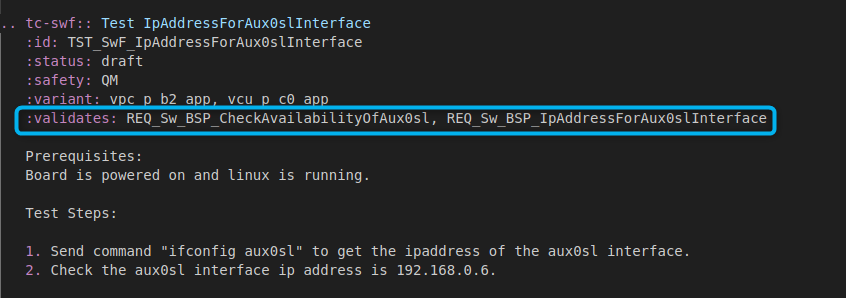 .. tc-swf:: Test IpAddressForAux0slInterface
:id: TST_SwF_IpAddressForAux0slInterface
:status: draft
:safety: QM
:variant: vpc_p_b2_app, vcu_p_c0_app
:validates: REQ_Sw_BSP_CheckAvailabilityOfAux0sl, REQ_Sw_BSP_IpAddressForAux0slInterface
Prerequisites:
Board is powered on and linux is running.
Test Steps:
1. Send command "ifconfig aux0sl" to get the ipaddress of the aux0sl interface.
2. Check the aux0sl interface ip address is 192.168.0.6.